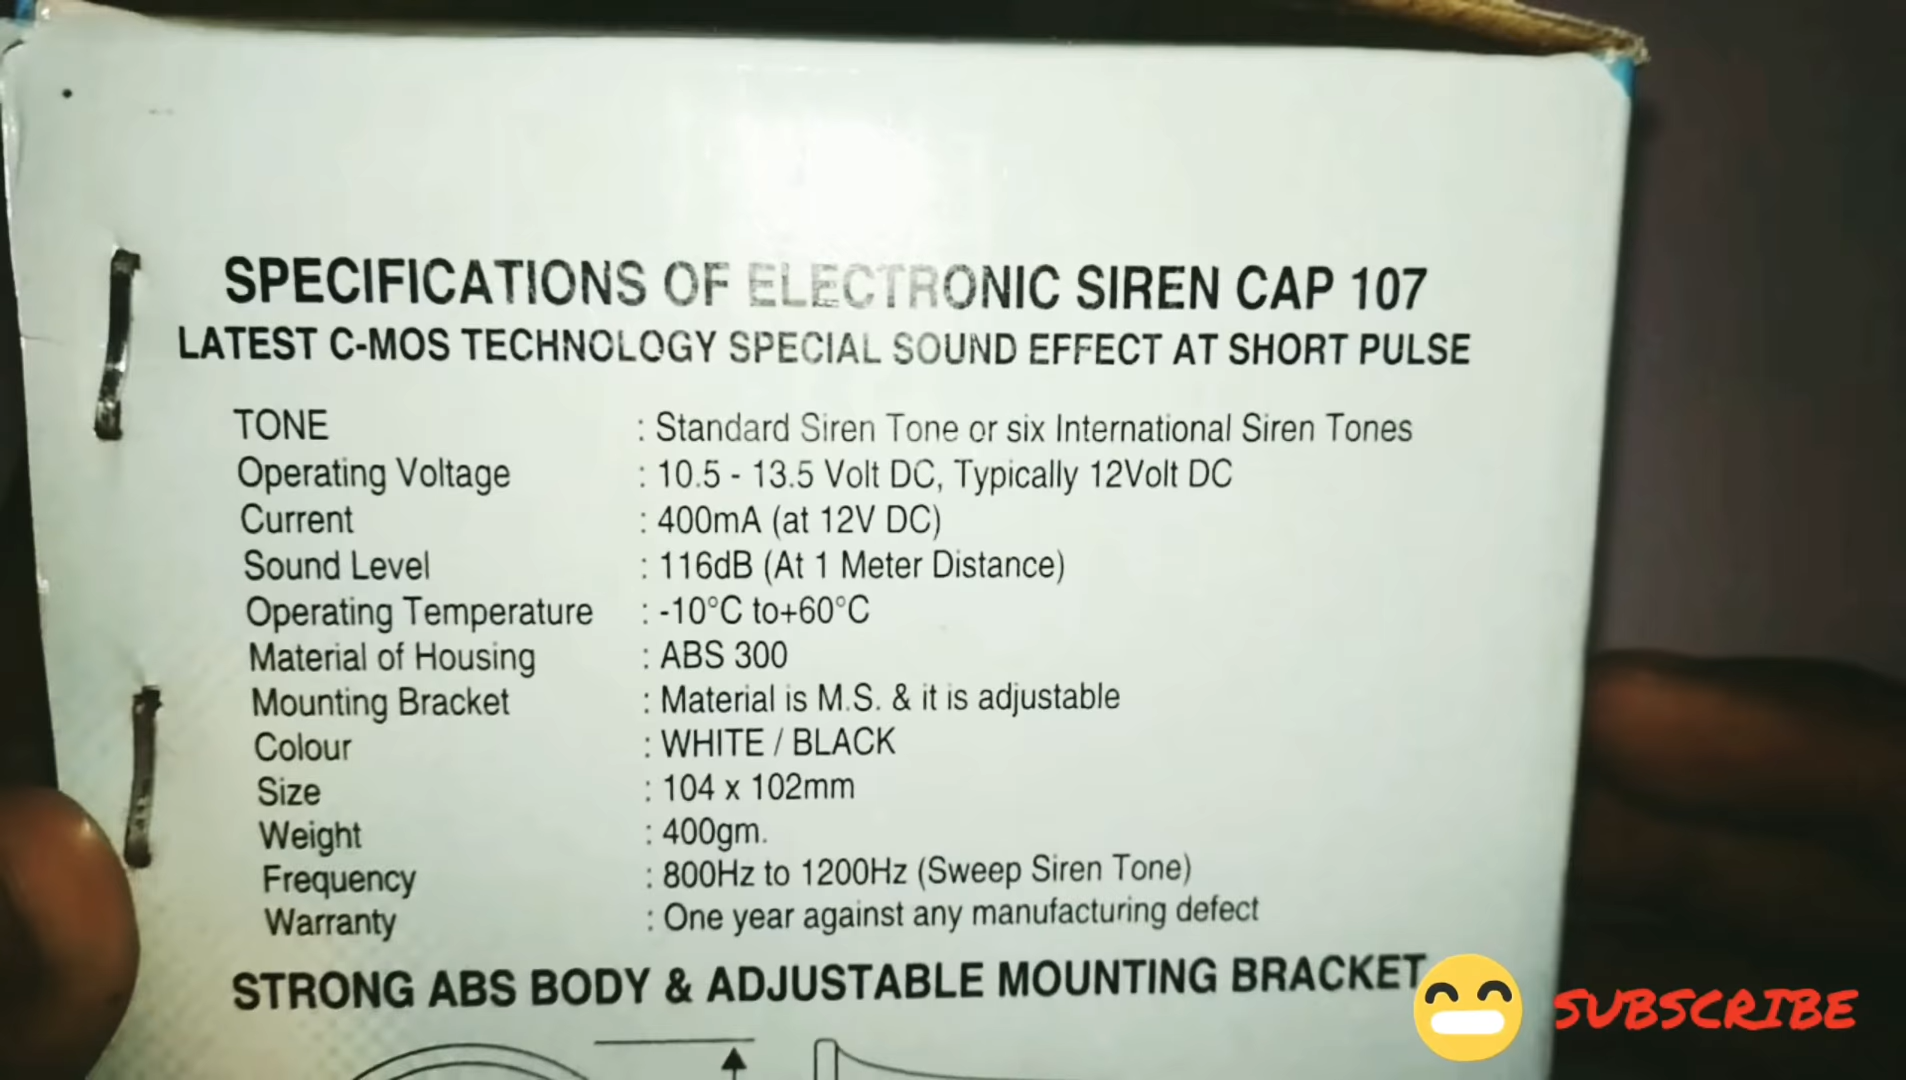 SPECIFICATIONS OF ELECTRONIC SIREN CAP 107
LATEST C-MOS TECHNOLOGY SPECIAL SOUND EFFECT AT SHORT PULSE
TONE : Standard Siren Tone or six International Siren Tones
Operating Voltage : 10.5 - 13.5 Volt DC, Typically 12Volt DC
Current : 400mA (at 12V DC)
Sound Level : 116dB (At 1 Meter Distance)
Operating Temperature : -10°C to+60°C
Material of Housing : ABS 300
Mounting Bracket : Material is M.S. & it is adjustable
Colour : WHITE / BLACK
Size : 104 x 102mm
Weight : 400gm.
Frequency : 800Hz to 1200Hz (Sweep Siren Tone)
Warranty : One year against any manufacturing defect
STRONG ABS BODY & ADJUSTABLE MOUNTING BRACKET
SUBSCRIBE